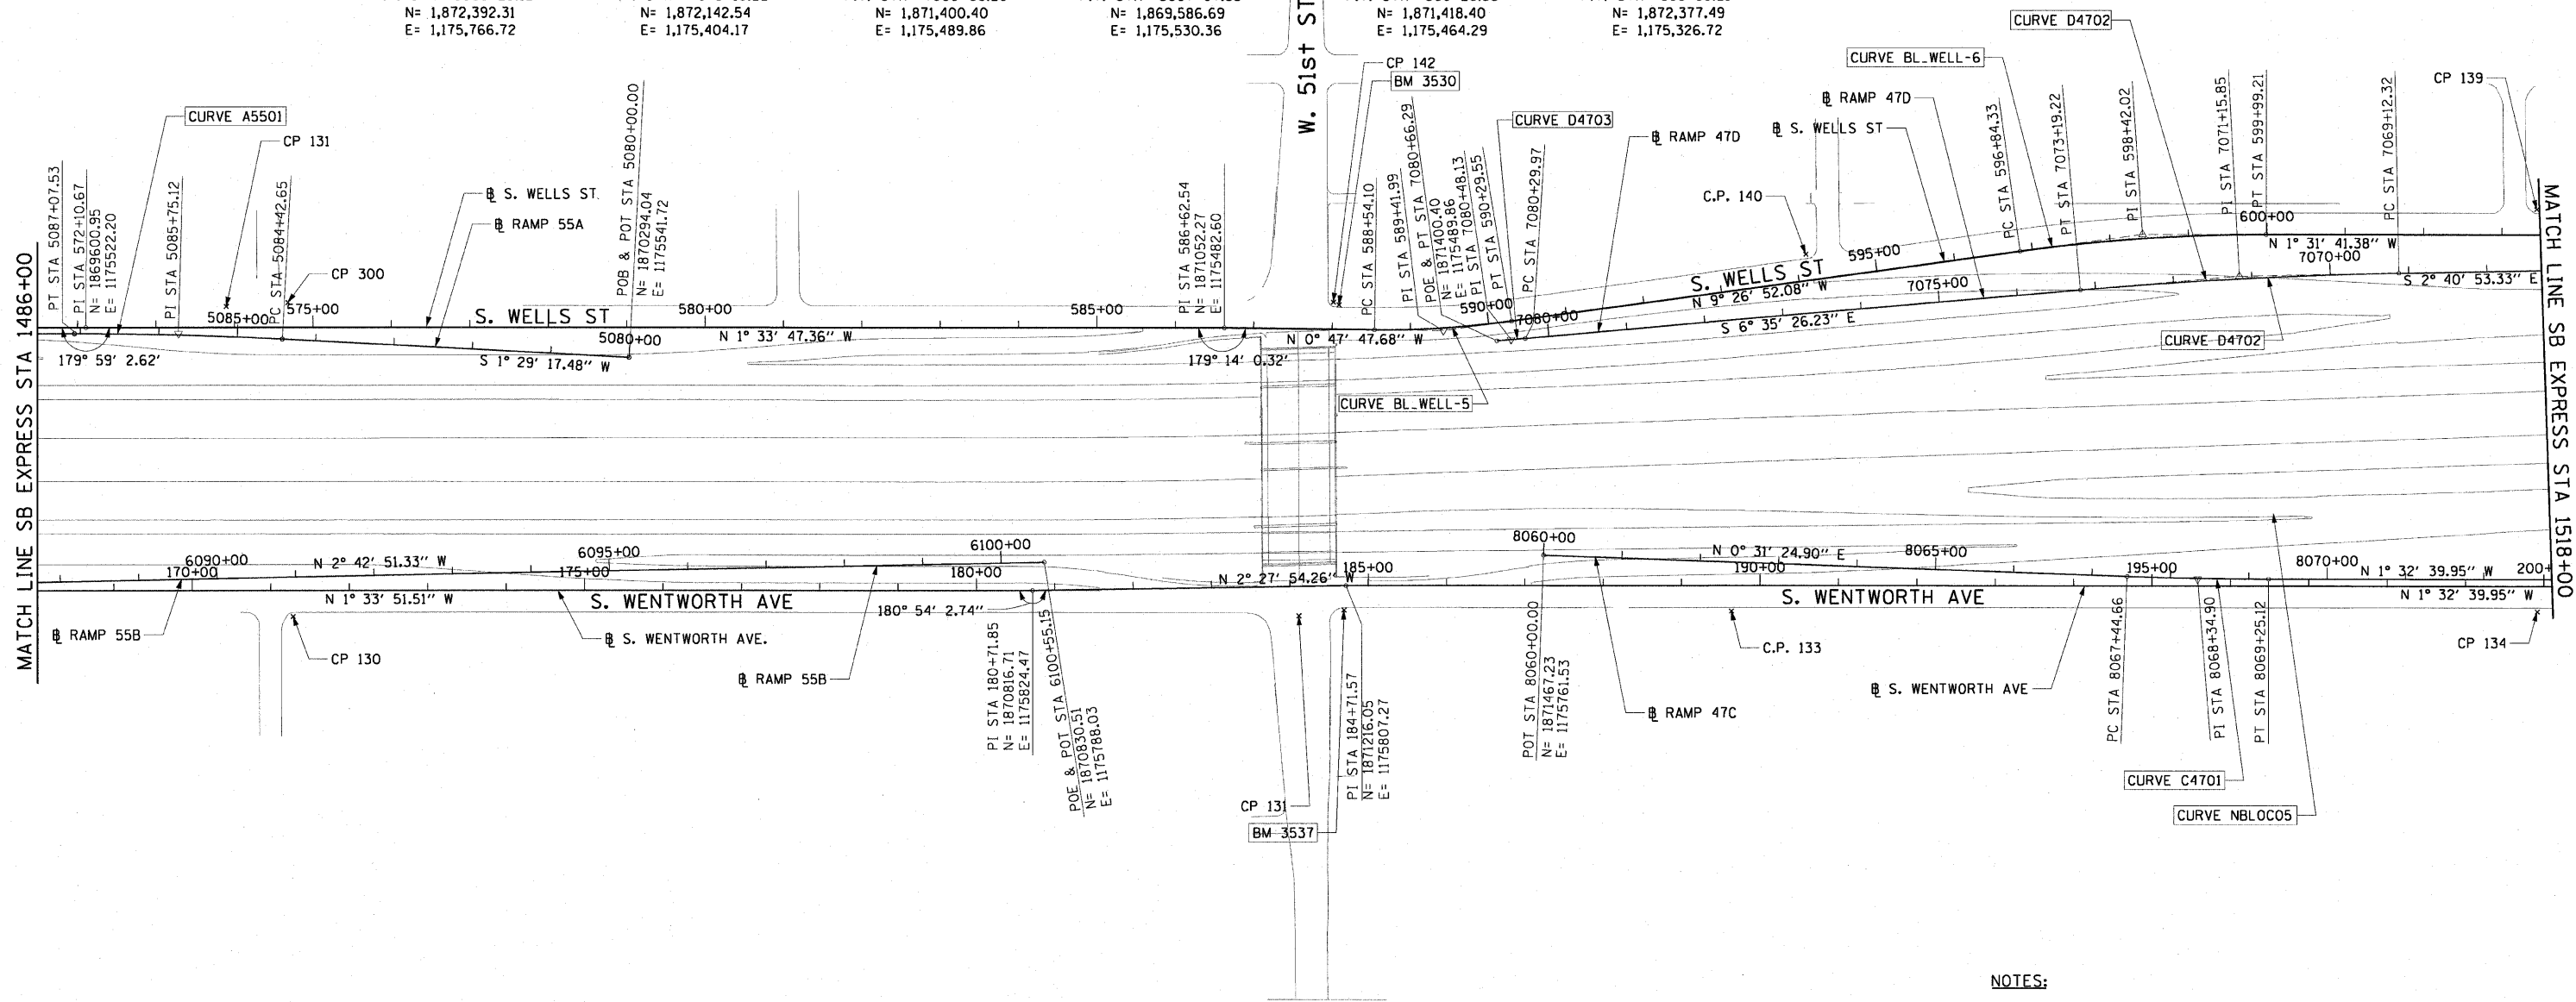 N= 1,872,392.31
E= 1,175,766.72
N= 1,872,142.54
E= 1,175,404.17
N= 1,871,400.40
E= 1,175,489.86
N= 1,869,586.69
E= 1,175,530.36
N= 1,871,418.40
E= 1,175,464.29
N= 1,872,377.49
E= 1,175,326.72
W. 51st ST
CP 142
BM 3530
CURVE D4702
CURVE BL_WELL-6
CP 139
CURVE A5501
CP 131
CP 300
℄ S. WELLS ST.
℄ RAMP 55A
PT STA 5087+07.53
PI STA 572+10.67
N= 1869600.95
E= 1175522.20
PI STA 5085+75.12
PC STA 5084+42.65
POB & POT STA 5080+00.00
N= 1870294.04
E= 1175541.72
PI STA 586+62.54
N= 1871052.27
E= 1175482.60
PC STA 588+54.10
PI STA 589+41.99
POE & PT STA 7080+66.29
N= 1871400.40
E= 1175489.86
PI STA 7080+48.13
PT STA 590+29.55
PC STA 7080+29.97
CURVE D4703
℄ RAMP 47D
℄ RAMP 47D
℄ S. WELLS ST
C.P. 140
PC STA 596+84.33
PT STA 7073+19.22
PI STA 598+42.02
PI STA 7071+15.85
PT STA 599+99.21
PC STA 7069+12.32
600+00
N 1° 31' 41.38" W
7070+00
S 2° 40' 53.33" E
MATCH LINE SB EXPRESS STA 1486+00
MATCH LINE SB EXPRESS STA 1518+00
5085+00
575+00
S. WELLS ST
580+00
585+00
590+00
7080+00
S. WELLS ST
595+00
7075+00
N 9° 26' 52.08" W
S 6° 35' 26.23" E
179° 59' 2.62'
S 1° 29' 17.48" W
5080+00
N 1° 33' 47.36" W
179° 14' 0.32'
N 0° 47' 47.68" W
CURVE D4702
CURVE BL_WELL-5
6090+00
170+00
N 2° 42' 51.33" W
6095+00
175+00
6100+00
180+00
N 2° 27' 54.26" W
185+00
8060+00
N 0° 31' 24.90" E
190+00
8065+00
195+00
8070+00
N 1° 32' 39.95" W
200+
N 1° 33' 51.51" W
S. WENTWORTH AVE
180° 54' 2.74"
S. WENTWORTH AVE
N 1° 32' 39.95" W
℄ RAMP 55B
CP 130
℄ S. WENTWORTH AVE.
℄ RAMP 55B
PI STA 180+71.85
N= 1870816.71
E= 1175824.47
POE & POT STA 6100+55.15
N= 1870830.51
E= 1175788.03
CP 131
BM 3537
PI STA 184+71.57
N= 1871216.05
E= 1175807.27
POT STA 8060+00.00
N= 1871467.23
E= 1175761.53
℄ RAMP 47C
C.P. 133
℄ S. WENTWORTH AVE
PC STA 8067+44.66
PI STA 8068+34.90
PT STA 8069+25.12
CP 134
CURVE C4701
CURVE NBLOC05
NOTES: